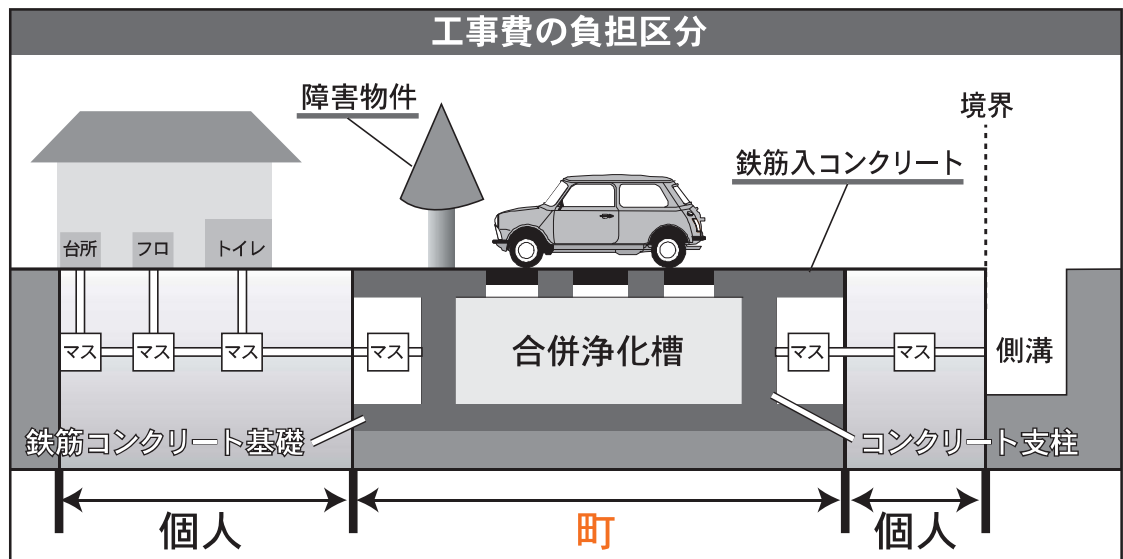 工事費の負担区分
障害物件
境界
鉄筋入コンクリート
台所
フロ
トイレ
マス
マス
マス
マス
合併浄化槽
マス
マス
側溝
鉄筋コンクリート基礎
コンクリート支柱
個人
町
個人